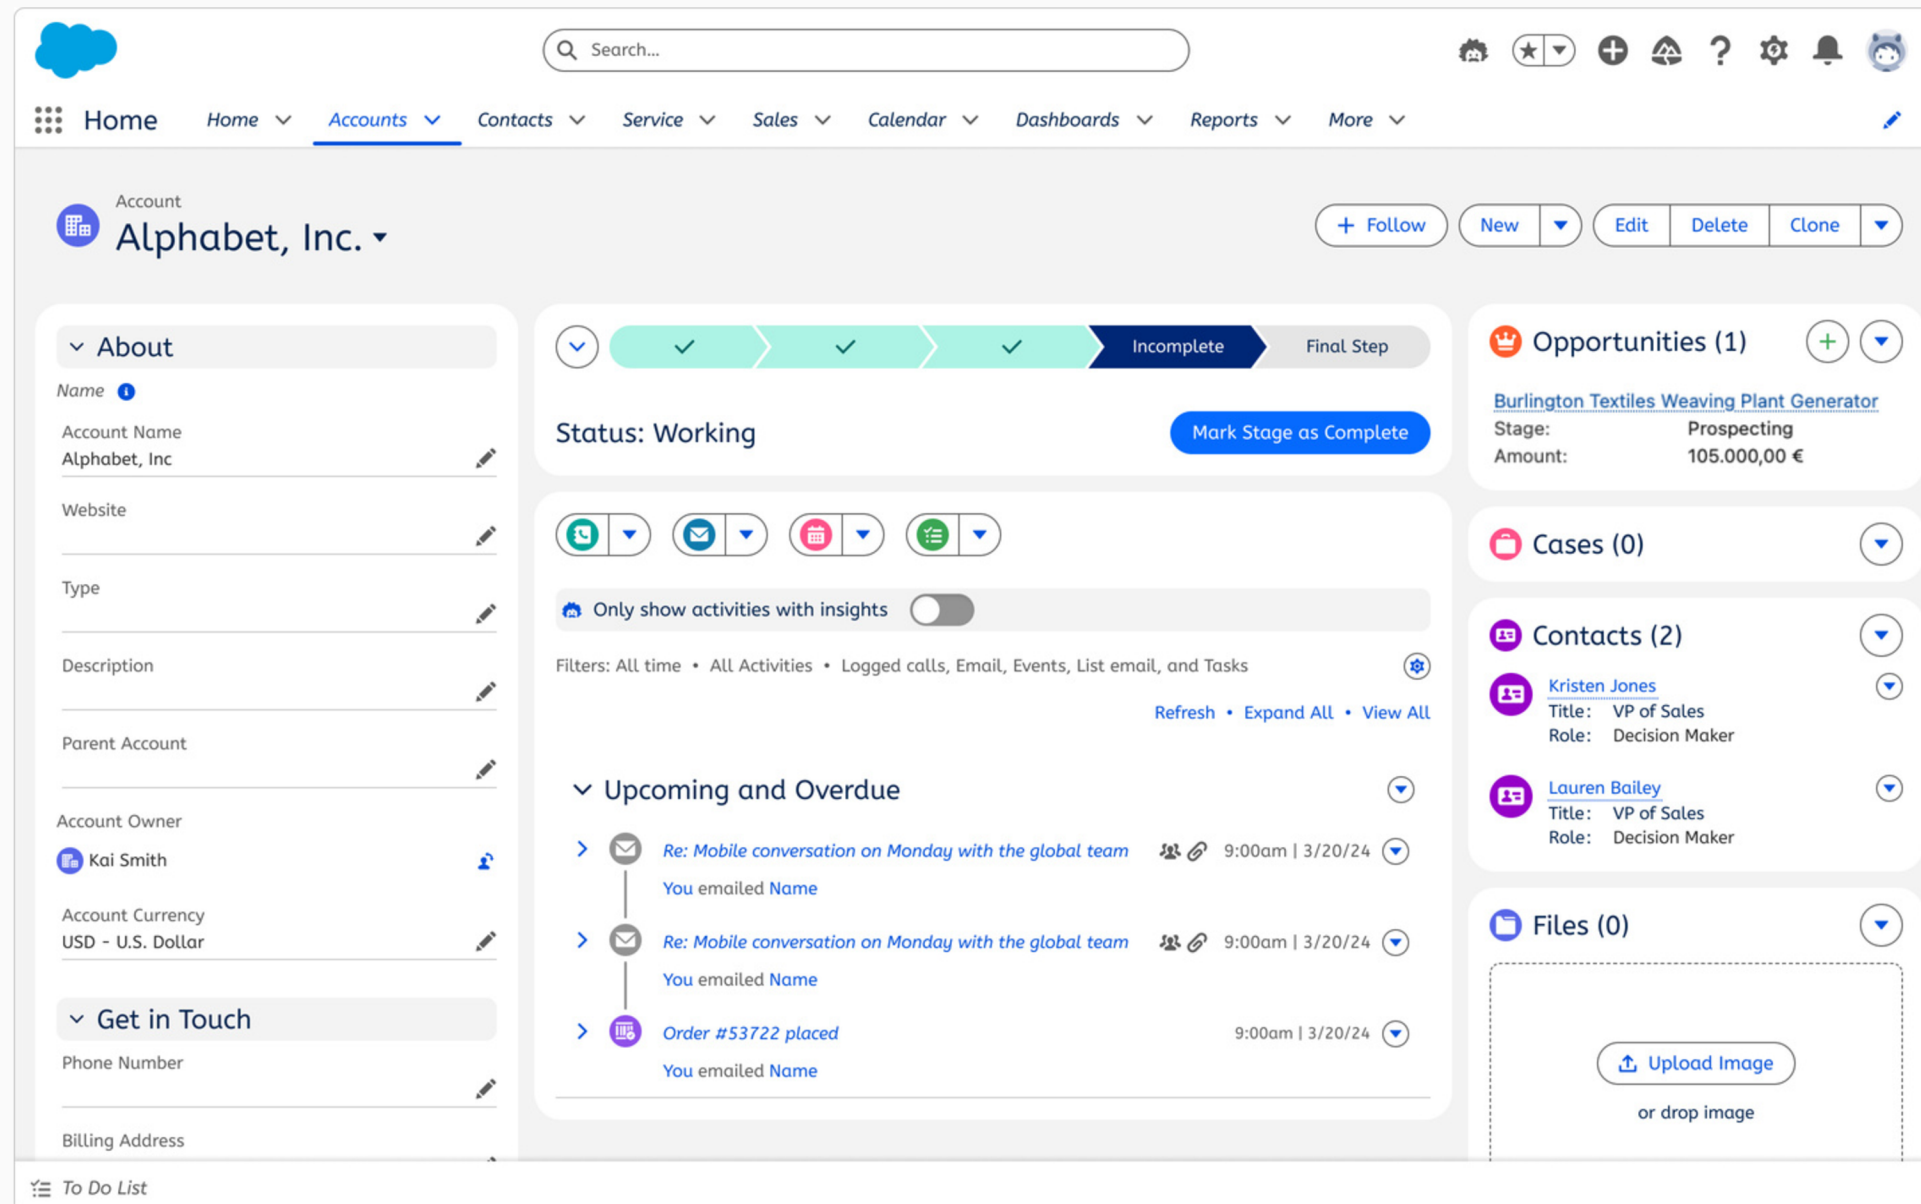 Search...
Home
Home
Accounts
Contacts
Service
Sales
Calendar
Dashboards
Reports
More
Account
Alphabet, Inc.
+ Follow
New
Edit
Delete
Clone
About
Name
Account Name
Alphabet, Inc
Website
Type
Description
Parent Account
Account Owner
Kai Smith
Account Currency
USD - U.S. Dollar
Get in Touch
Phone Number
Billing Address
Incomplete
Final Step
Status: Working
Mark Stage as Complete
Only show activities with insights
Filters: All time • All Activities • Logged calls, Email, Events, List email, and Tasks
Refresh • Expand All • View All
Upcoming and Overdue
Re: Mobile conversation on Monday with the global team
9:00am | 3/20/24
You emailed Name
Re: Mobile conversation on Monday with the global team
9:00am | 3/20/24
You emailed Name
Order #53722 placed
9:00am | 3/20/24
You emailed Name
Opportunities (1)
Burlington Textiles Weaving Plant Generator
Stage: Prospecting
Amount: 105.000,00 €
Cases (0)
Contacts (2)
Kristen Jones
Title: VP of Sales
Role: Decision Maker
Lauren Bailey
Title: VP of Sales
Role: Decision Maker
Files (0)
Upload Image
or drop image
To Do List